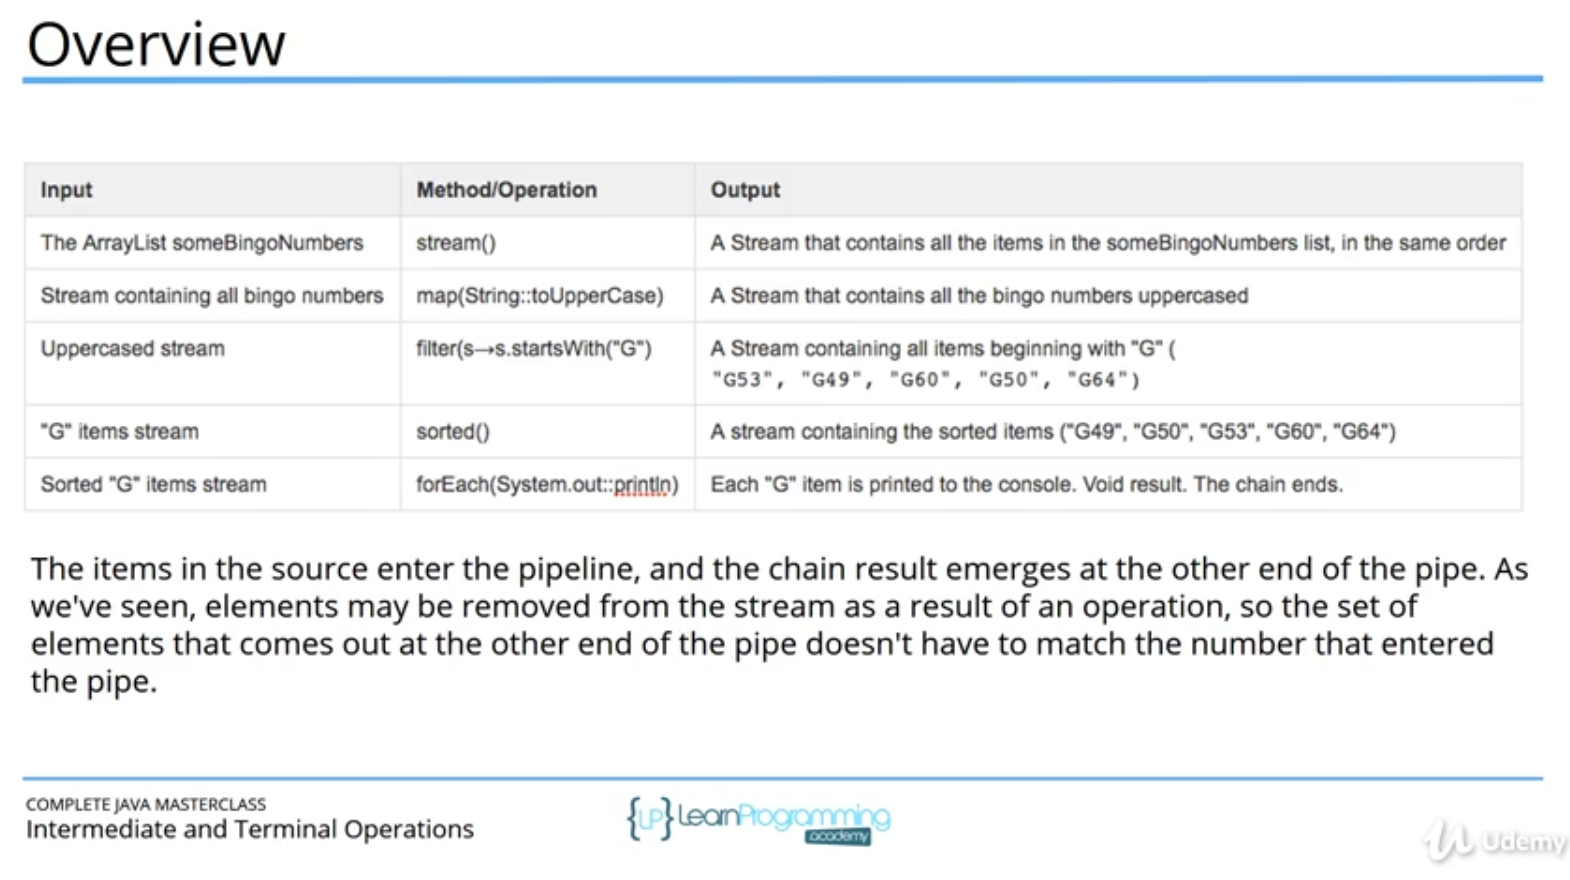 Overview
Input Method/Operation Output
The ArrayList someBingoNumbers stream() A Stream that contains all the items in the someBingoNumbers list, in the same order
Stream containing all bingo numbers map(String::toUpperCase) A Stream that contains all the bingo numbers uppercased
Uppercased stream filter(s→s.startsWith("G") A Stream containing all items beginning with "G" (
"G53", "G49", "G60", "G50", "G64")
"G" items stream sorted() A stream containing the sorted items ("G49", "G50", "G53", "G60", "G64")
Sorted "G" items stream forEach(System.out::println) Each "G" item is printed to the console. Void result. The chain ends.
The items in the source enter the pipeline, and the chain result emerges at the other end of the pipe. As
we've seen, elements may be removed from the stream as a result of an operation, so the set of
elements that comes out at the other end of the pipe doesn't have to match the number that entered
the pipe.
COMPLETE JAVA MASTERCLASS
Intermediate and Terminal Operations
{LP} LearnProgramming
academy
Udemy